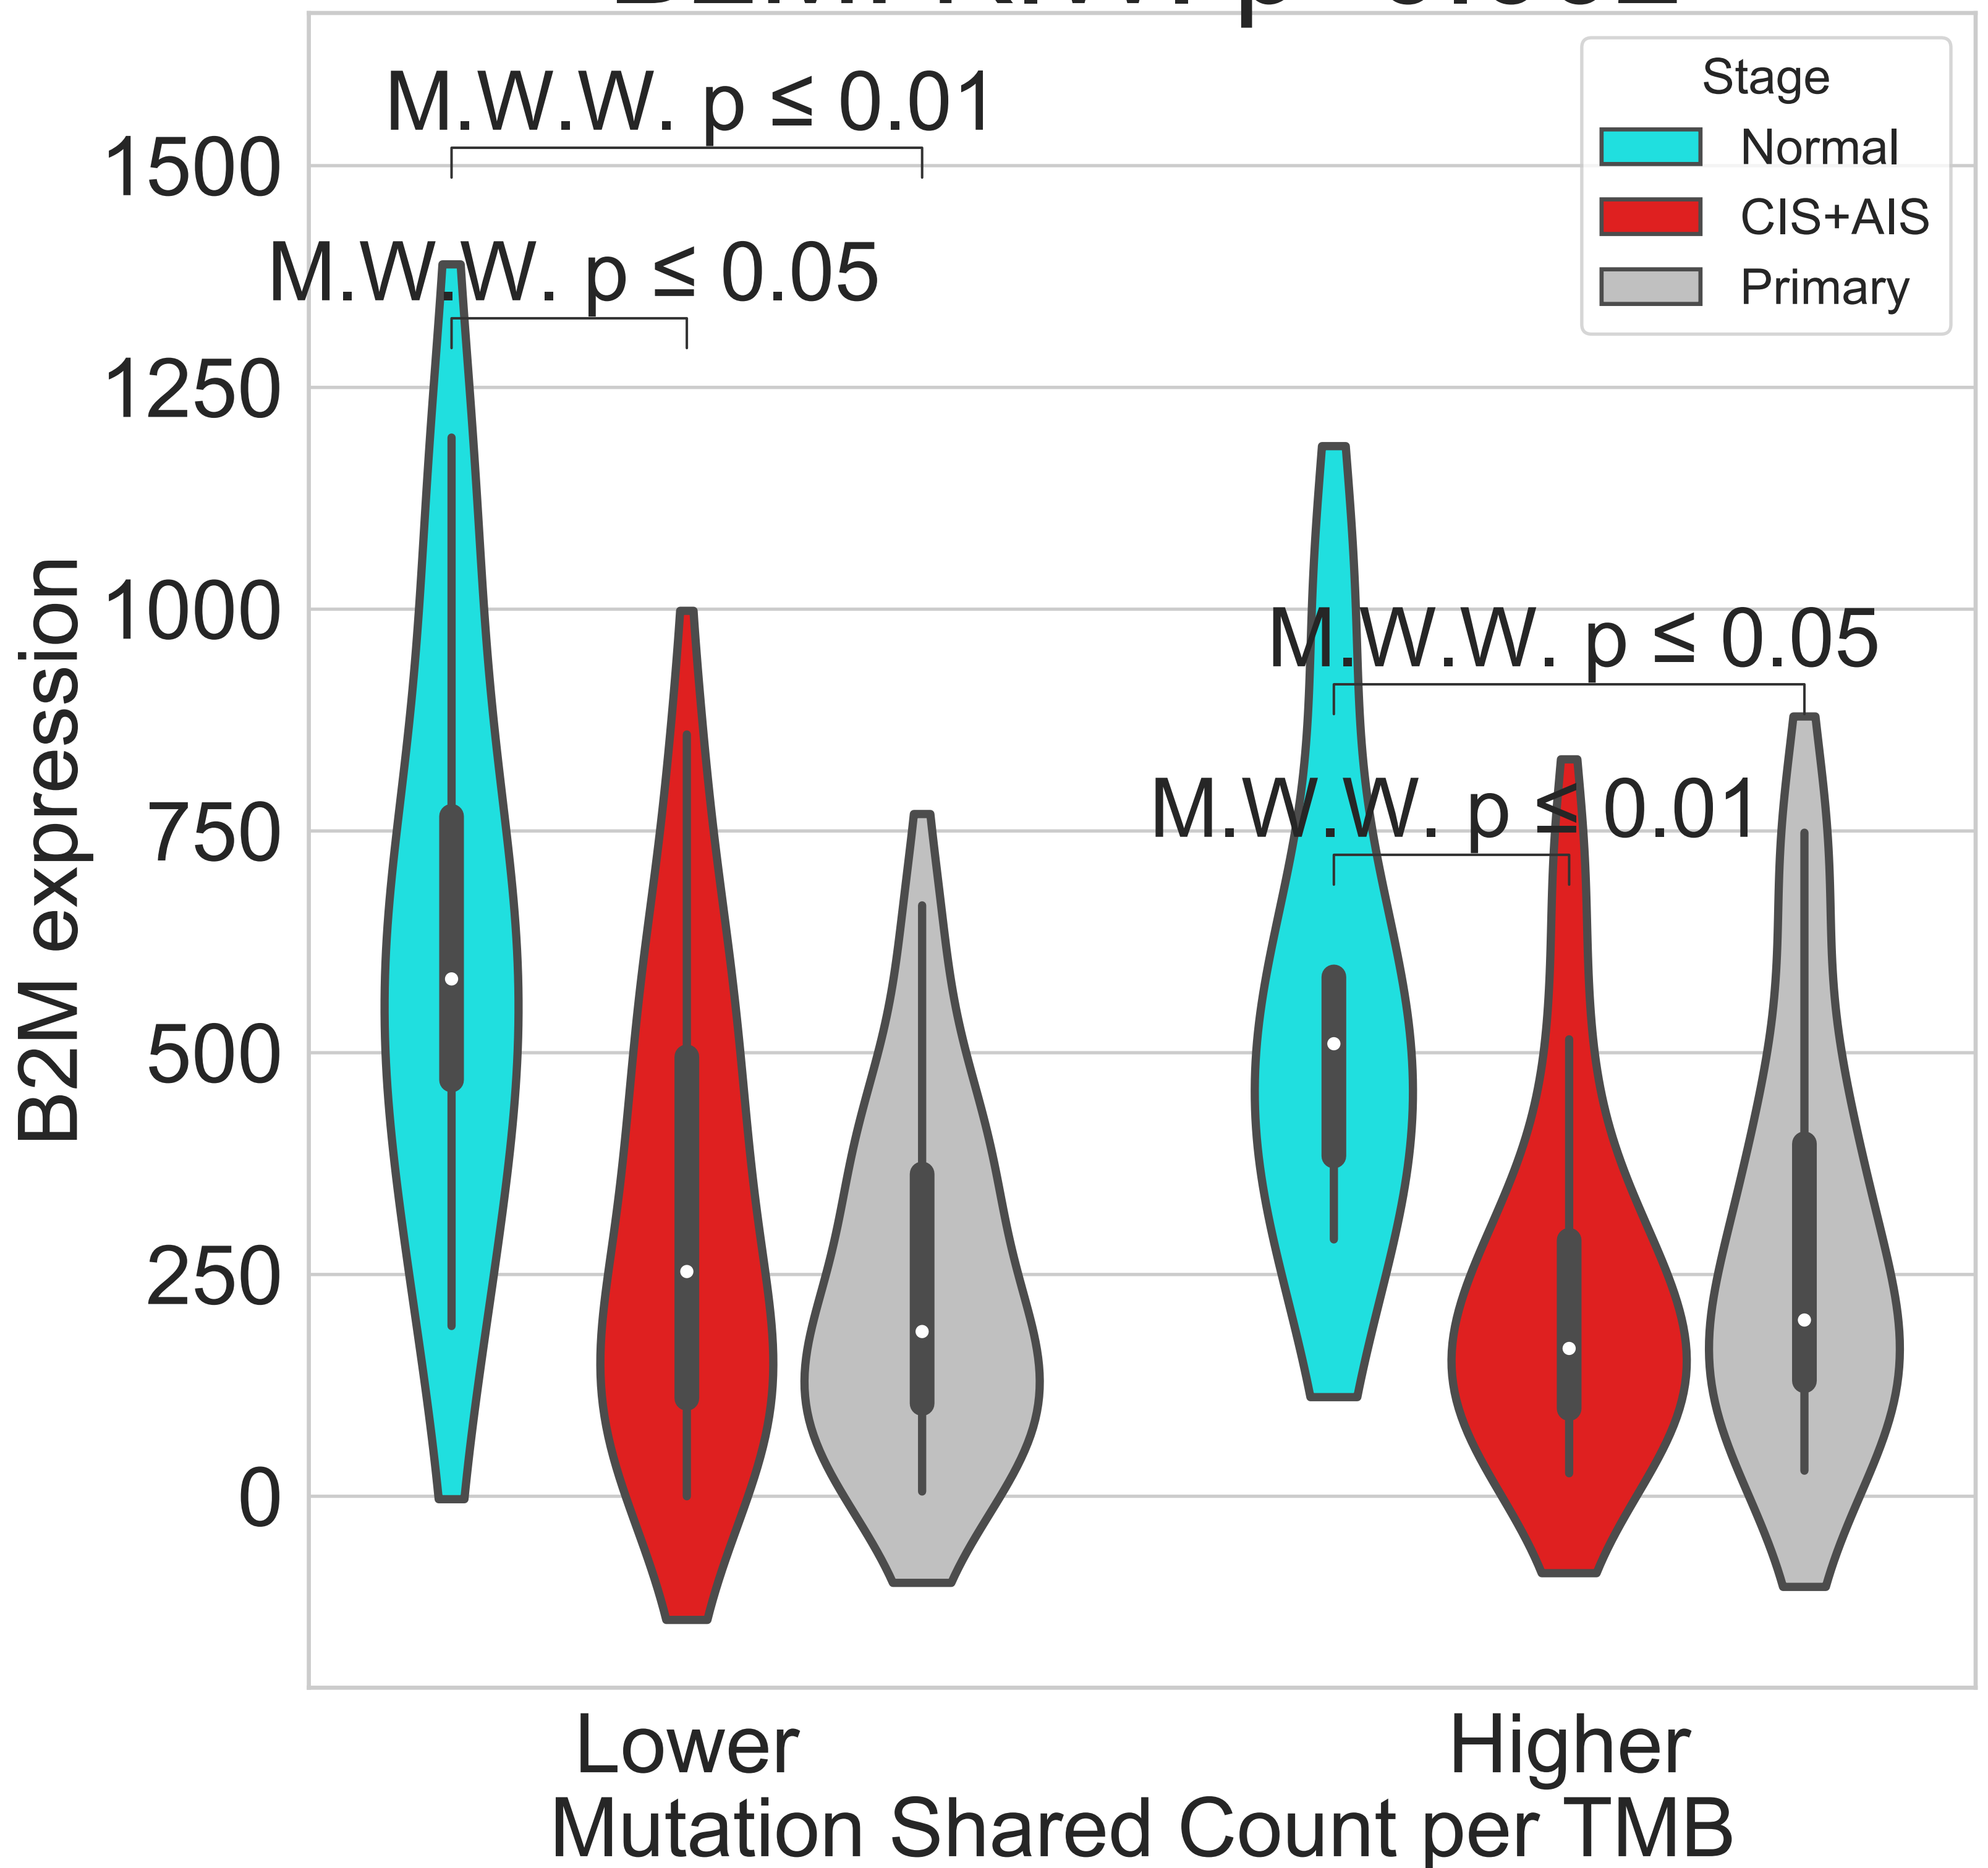 Stage
Normal
CIS+AIS
Primary
M.W.W. p ≤ 0.01
M.W.W. p ≤ 0.05
M.W.W. p ≤ 0.05
M.W.W. p ≤ 0.01
1500
1250
1000
750
500
250
0
B2M expression
Lower
Higher
Mutation Shared Count per TMB